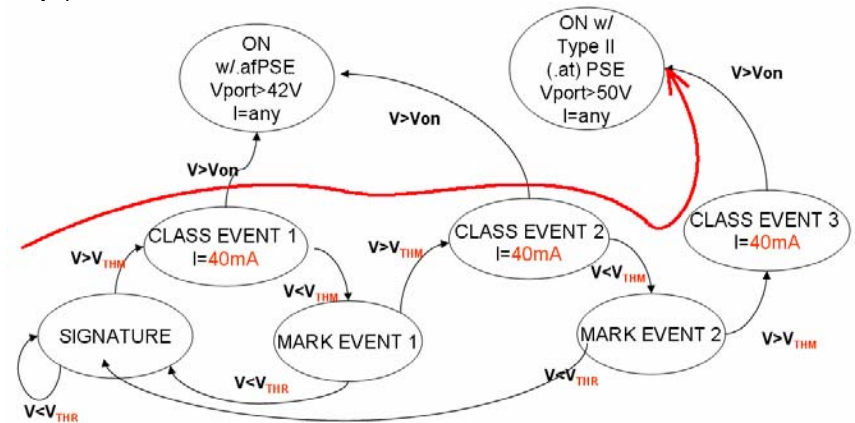 ON
w/.afPSE
Vport>42V
I=any
ON w/
Type II
(.at) PSE
Vport>50V
I=any
V>Von
V>Von
V>Von
CLASS EVENT 1
I=40mA
CLASS EVENT 2
I=40mA
CLASS EVENT 3
I=40mA
V>VTHM
V>VTHM
V<VTHM
V<VTHM
SIGNATURE
MARK EVENT 1
MARK EVENT 2
V>VTHM
V<VTHR
V<VTHR
V<VTHR